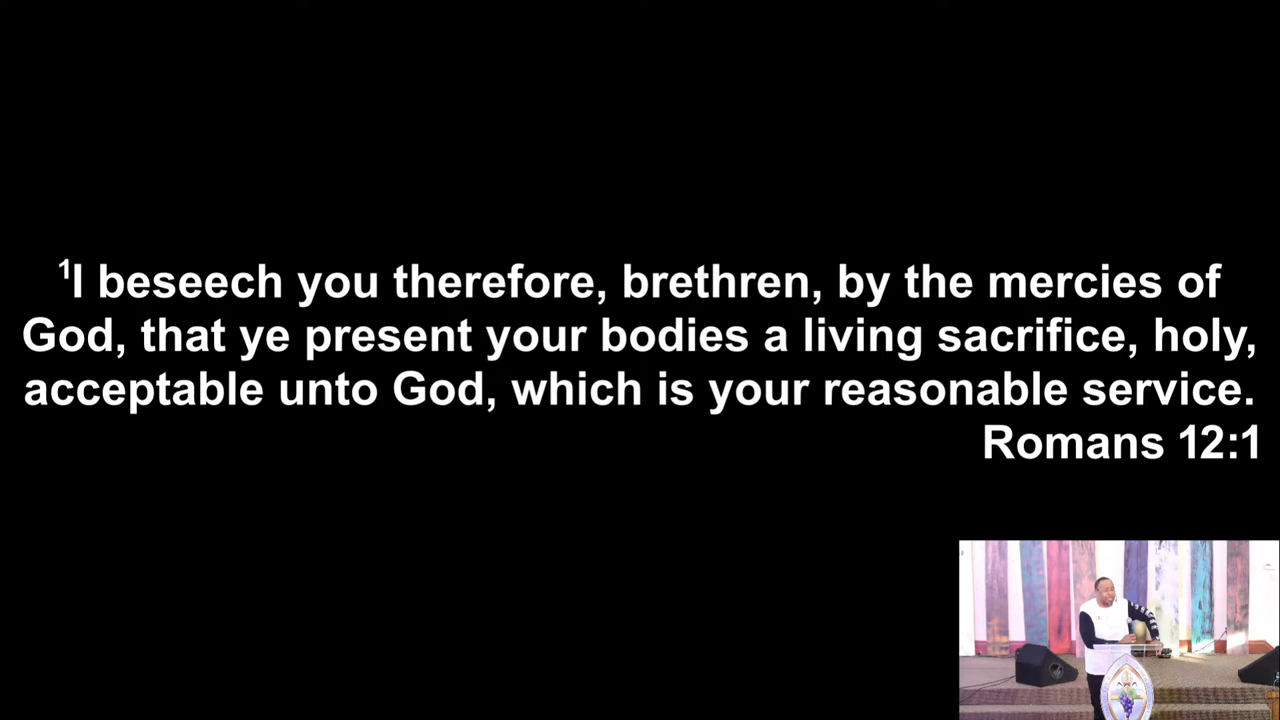 ¹I beseech you therefore, brethren, by the mercies of
God, that ye present your bodies a living sacrifice, holy,
acceptable unto God, which is your reasonable service.
Romans 12:1